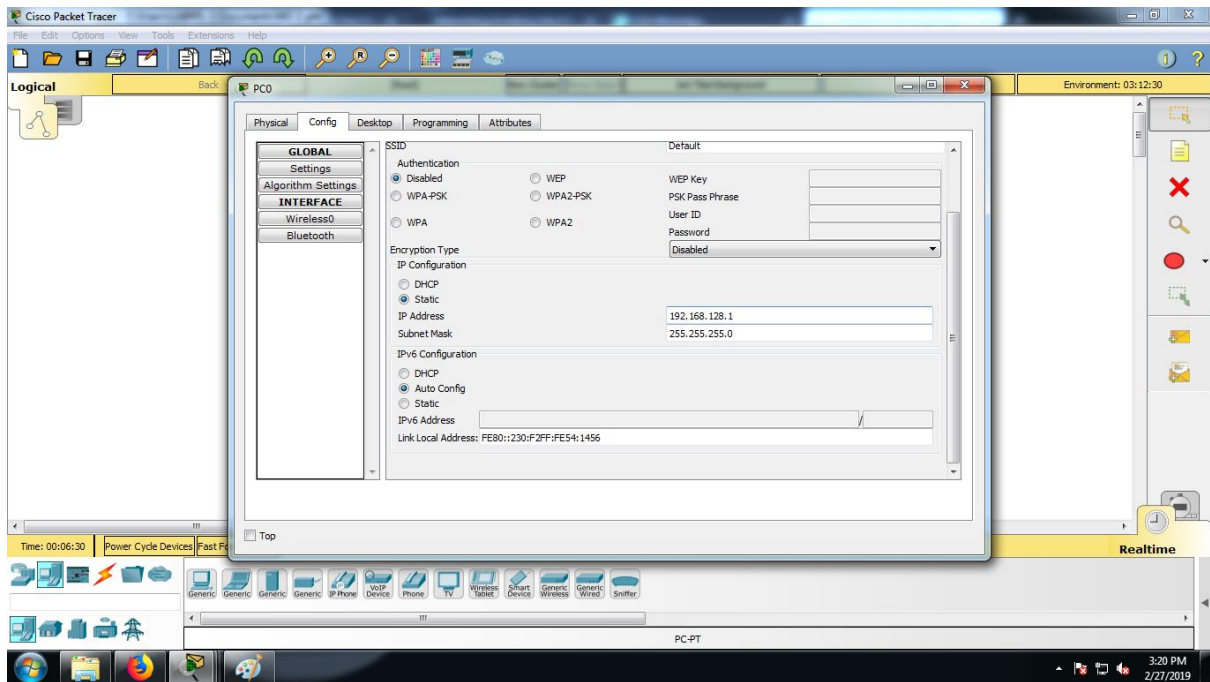 Cisco Packet Tracer
File Edit Options View Tools Extensions Help
Logical
Back
Environment: 03:12:30
PC0
Physical Config Desktop Programming Attributes
GLOBAL
Settings
Algorithm Settings
INTERFACE
Wireless0
Bluetooth
SSID Default
Authentication
Disabled WEP WEP Key
WPA-PSK WPA2-PSK PSK Pass Phrase
User ID
WPA WPA2
Password
Encryption Type Disabled
IP Configuration
DHCP
Static
IP Address 192.168.128.1
Subnet Mask 255.255.255.0
IPv6 Configuration
DHCP
Auto Config
Static
IPv6 Address /
Link Local Address: FE80::230:F2FF:FE54:1456
Top
Time: 00:06:30 Power Cycle Devices Fast Fo
Realtime
Generic Generic Generic Generic IP Phone VoIP Device Phone TV Wireless Tablet Smart Device Generic Wireless Generic Wired Sniffer
PC-PT
3:20 PM
2/27/2019